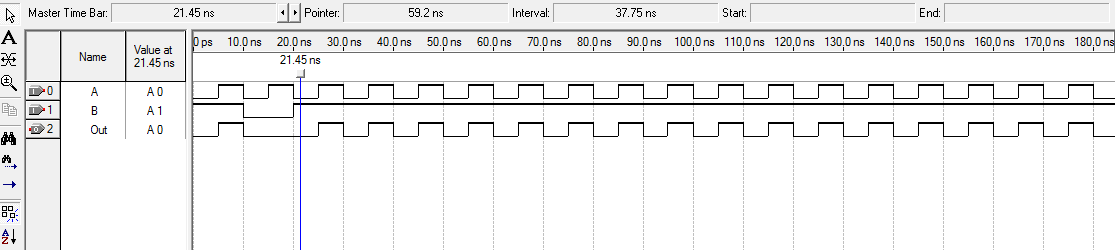 Master Time Bar: 21.45 ns Pointer: 59.2 ns Interval: 37.75 ns Start: End:
Name Value at 21.45 ns
0 ps 10.0 ns 20.0 ns 30.0 ns 40.0 ns 50.0 ns 60.0 ns 70.0 ns 80.0 ns 90.0 ns 100.0 ns 110.0 ns 120.0 ns 130.0 ns 140.0 ns 150.0 ns 160.0 ns 170.0 ns 180.0 ns
21.45 ns
0 A A 0
1 B A 1
2 Out A 0